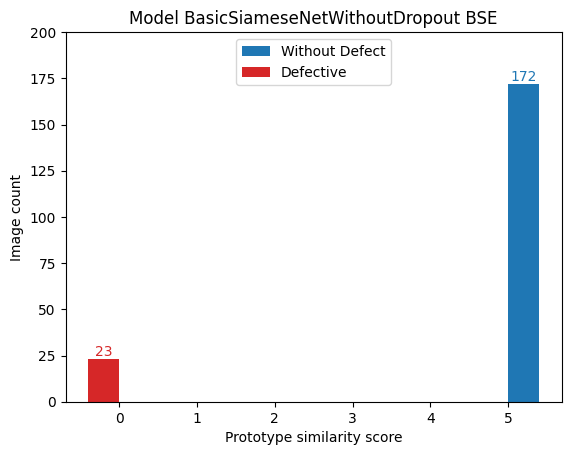 Model BasicSiameseNetWithoutDropout BSE
200
175
150
125
100
75
50
25
0
Image count
Without Defect
Defective
172
23
0 1 2 3 4 5
Prototype similarity score